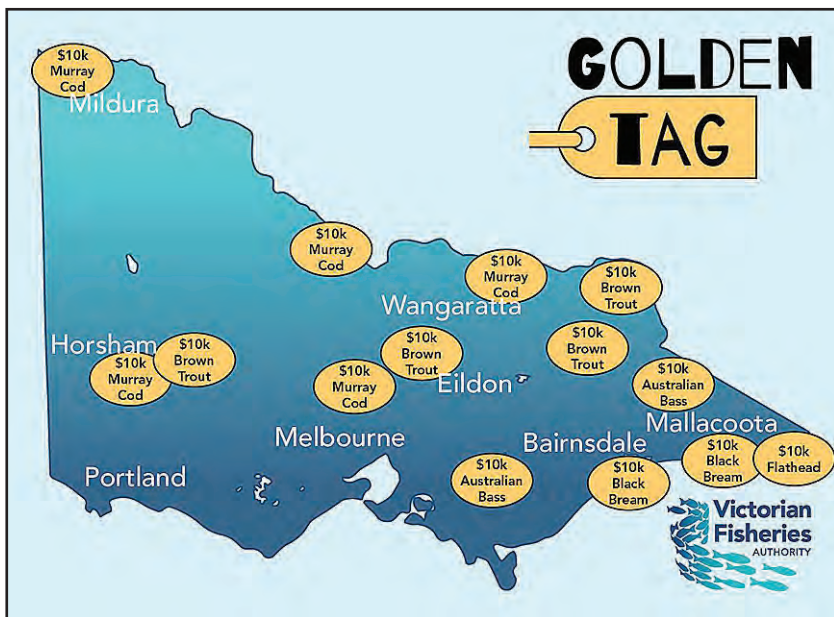 GOLDEN
TAG
$10k
Murray
Cod
Mildura
$10k
Murray
Cod
$10k
Murray
Cod
Wangaratta
$10k
Brown
Trout
Horsham
$10k
Murray
Cod
$10k
Brown
Trout
$10k
Murray
Cod
$10k
Brown
Trout
Eildon
$10k
Brown
Trout
$10k
Australian
Bass
Mallacoota
Melbourne
Bairnsdale
Portland
$10k
Australian
Bass
$10k
Black
Bream
$10k
Black
Bream
$10k
Flathead
Victorian
Fisheries
AUTHORITY